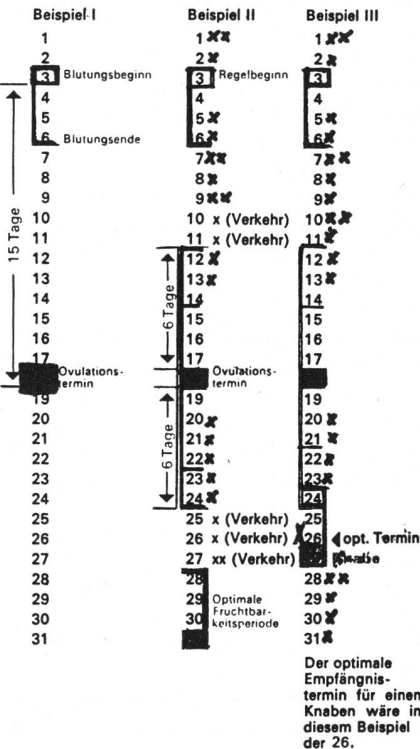 Beispiel I
1
2
3 Blutungsbeginn
4
5
6 Blutungsende
7
8
9
10
11
12
13
14
15
16
17
Ovulations-
termin
19
20
21
22
23
24
25
26
27
28
29
30
31
15 Tage
Beispiel II
1 xx
2 x
3 Regelbeginn
4
5 x
6 x
7 xx
8 x
9 xx
10 x (Verkehr)
11 x (Verkehr)
12 x
13 x
14
15
16
17
Ovulations-
termin
19
20 x
21 x
22 x
23 x
24 x
25 x (Verkehr)
26 x (Verkehr)
27 xx (Verkehr)
28
29 Optimale
Fruchtbar-
30 keitsperiode
6 Tage
6 Tage
Beispiel III
1 xx
2 x
3
4
5 x
6 x
7 x x
8 x
9 x
10 x x
11 x
12 x
13 x
14
15
16
17
19
20 x
21 x
22 x
23 x
24
25
x 26 opt. Termin
Knabe
28 x x
29 x
30 x
31 x
Der optimale
Empfängnis-
termin für einen
Knaben wäre in
diesem Beispiel
der 26.